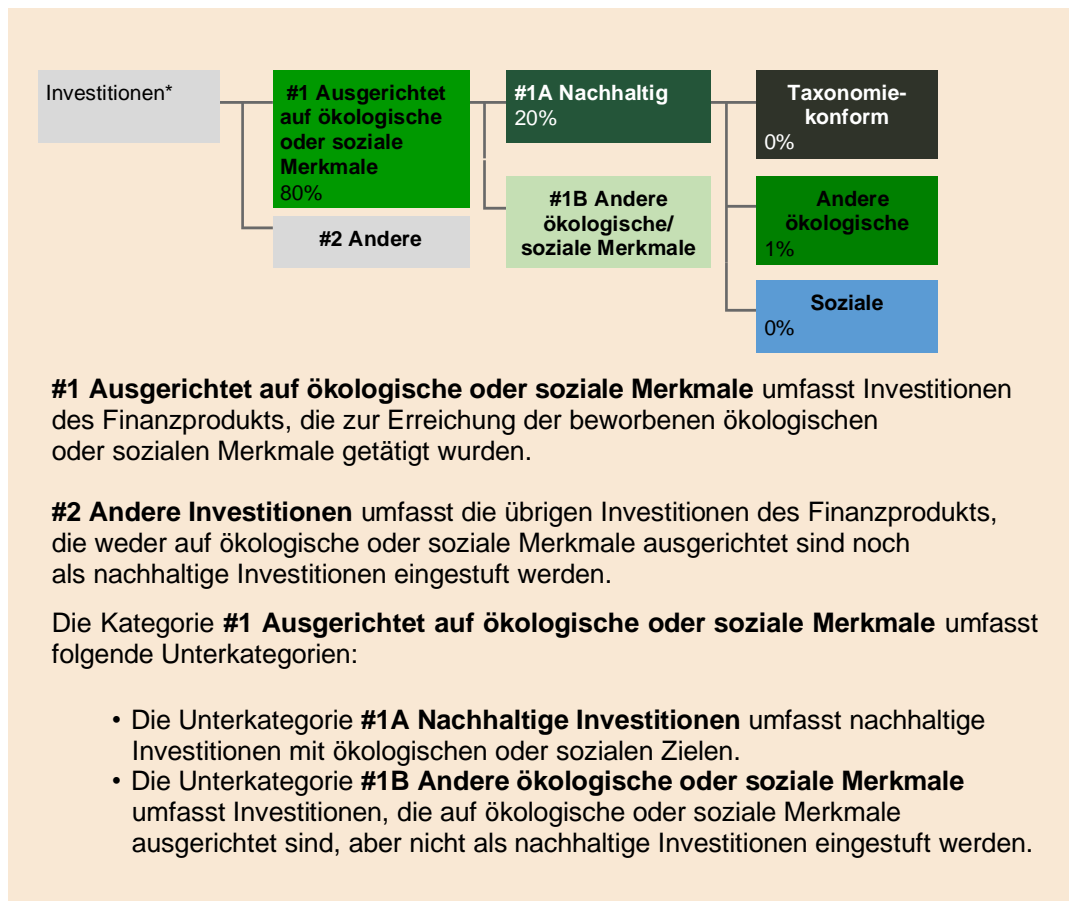 Investitionen*
#1 Ausgerichtet
auf ökologische
oder soziale
Merkmale
80%
#2 Andere
#1A Nachhaltig
20%
#1B Andere
ökologische/
soziale Merkmale
Taxonomie-
konform
0%
Andere
ökologische
1%
Soziale
0%
#1 Ausgerichtet auf ökologische oder soziale Merkmale umfasst Investitionen
des Finanzprodukts, die zur Erreichung der beworbenen ökologischen
oder sozialen Merkmale getätigt wurden.
#2 Andere Investitionen umfasst die übrigen Investitionen des Finanzprodukts,
die weder auf ökologische oder soziale Merkmale ausgerichtet sind noch
als nachhaltige Investitionen eingestuft werden.
Die Kategorie #1 Ausgerichtet auf ökologische oder soziale Merkmale umfasst
folgende Unterkategorien:
• Die Unterkategorie #1A Nachhaltige Investitionen umfasst nachhaltige
Investitionen mit ökologischen oder sozialen Zielen.
• Die Unterkategorie #1B Andere ökologische oder soziale Merkmale
umfasst Investitionen, die auf ökologische oder soziale Merkmale
ausgerichtet sind, aber nicht als nachhaltige Investitionen eingestuft werden.